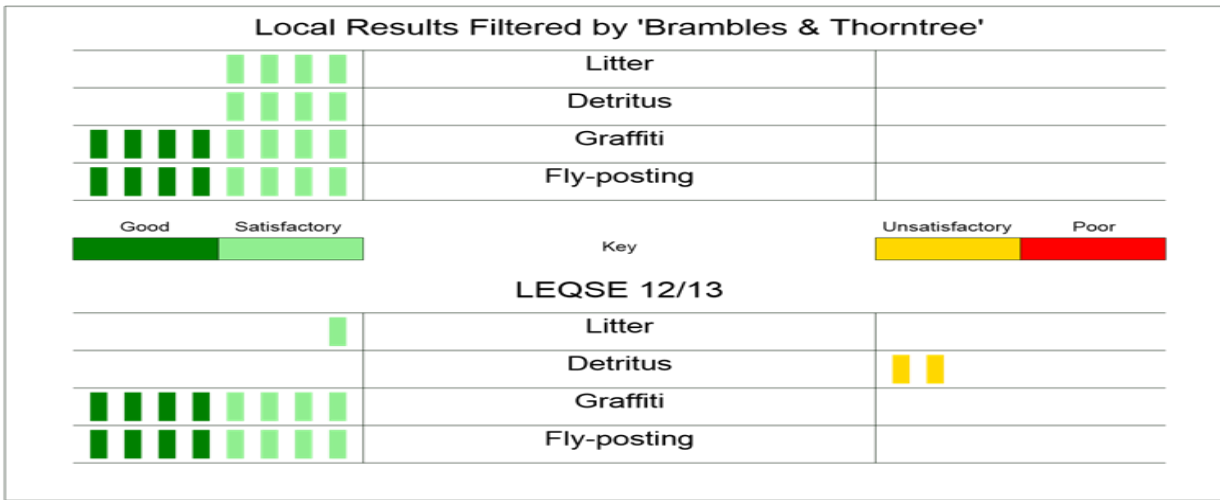 Local Results Filtered by 'Brambles & Thorntree'
Litter
Detritus
Graffiti
Fly-posting
Good Satisfactory Key Unsatisfactory Poor
LEQSE 12/13
Litter
Detritus
Graffiti
Fly-posting